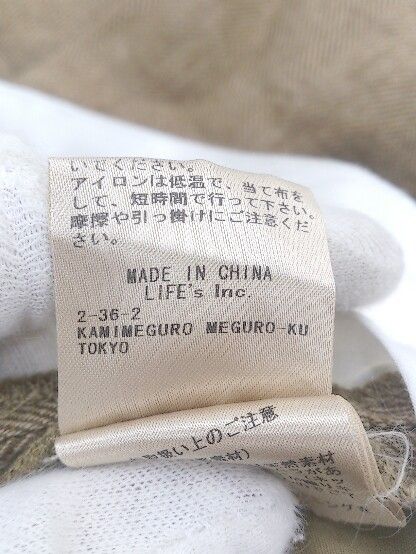 いてください。
アイロンは低温で、当て布を
して、短時間で行って下さい。
摩擦や引っ掛けにご注意くだ
さい。
MADE IN CHINA
LIFE's Inc.
2-36-2
KAMIMEGURO MEGURO-KU
TOKYO
い上のご注意
素材